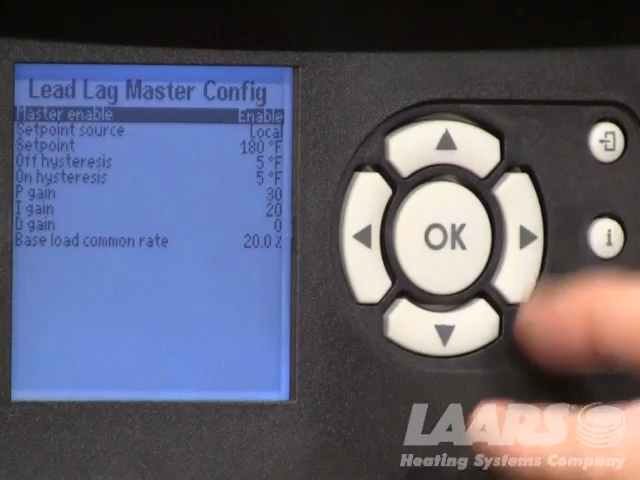 Lead Lag Master Config
Master enable Enable
Setpoint source Local
Setpoint 180 °F
Off hysteresis 5 °F
On hysteresis 5 °F
P gain 30
I gain 20
D gain 0
Base load common rate 20.0 %
OK
i
LAARS
Heating Systems Company